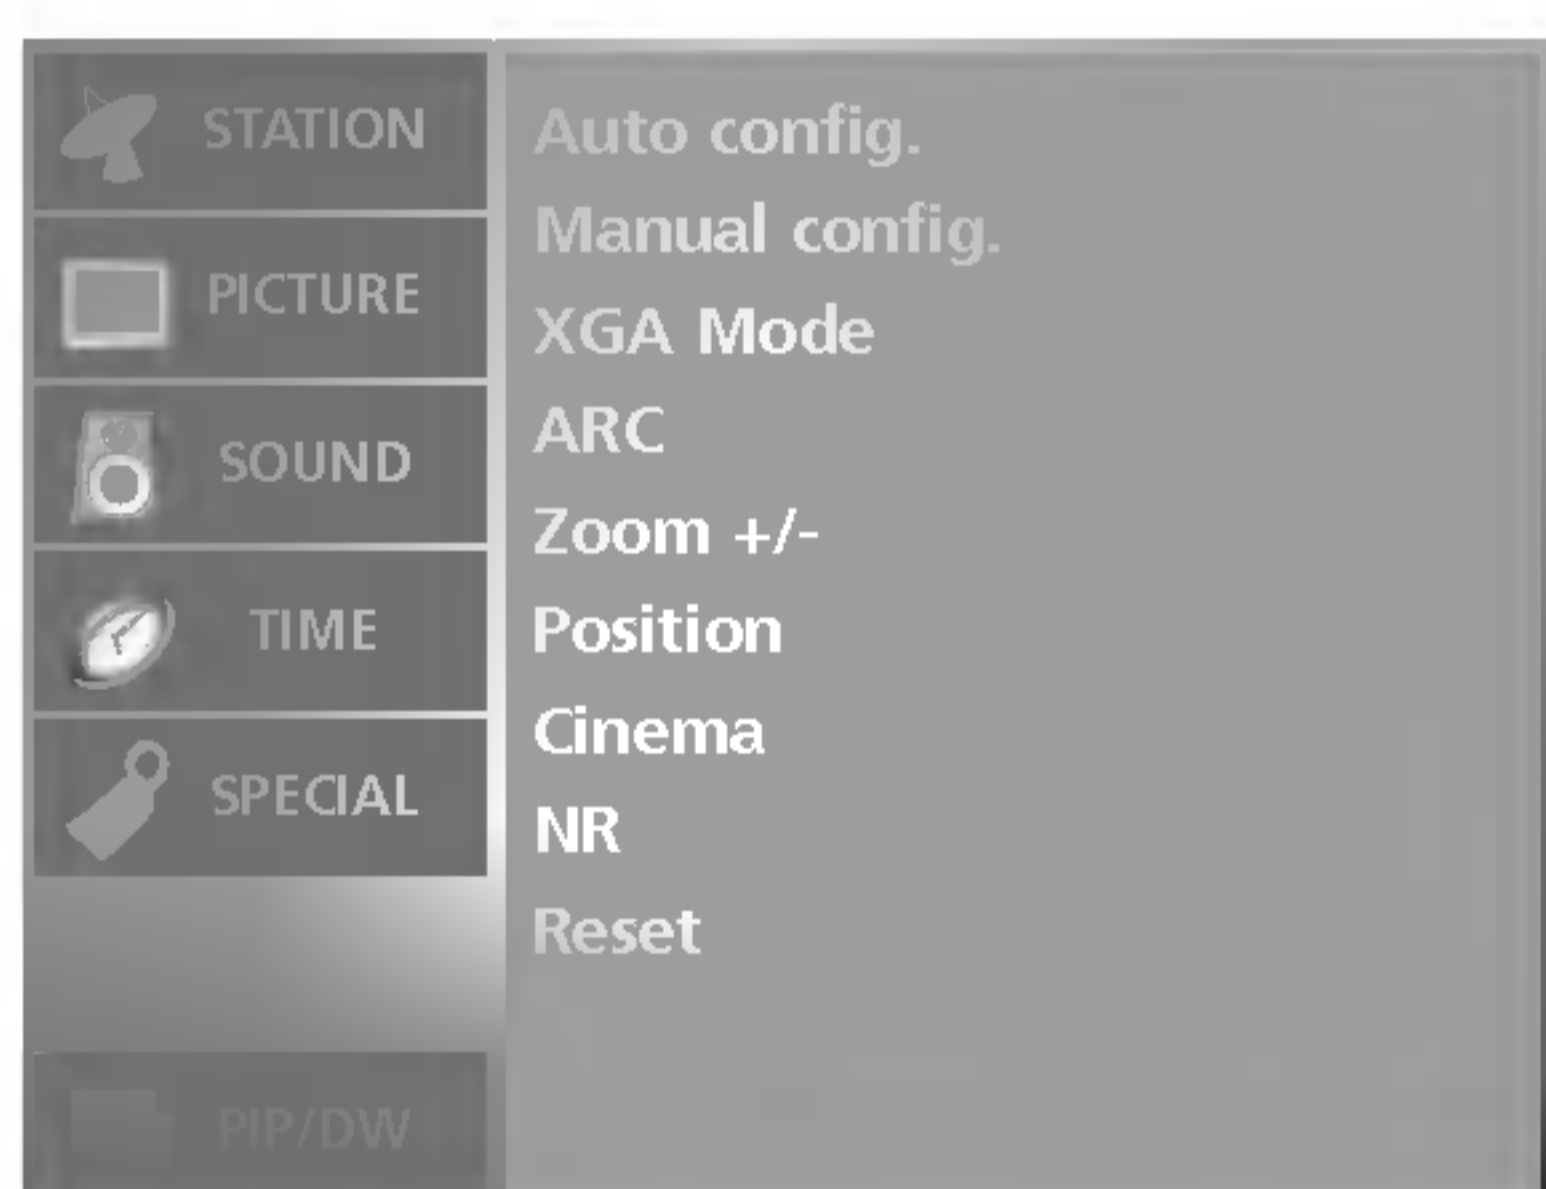 STATION
PICTURE
SOUND
TIME
SPECIAL
PIP/DW
Auto config.
Manual config.
XGA Mode
ARC
Zoom +/-
Position
Cinema
NR
Reset